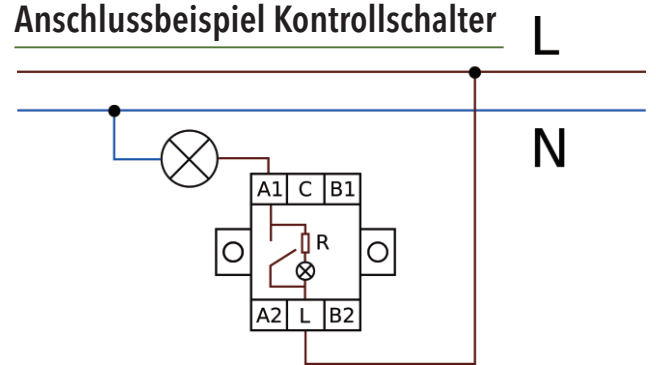 Anschlussbeispiel Kontrollschalter
L
N
A1 C B1
R
A2 L B2